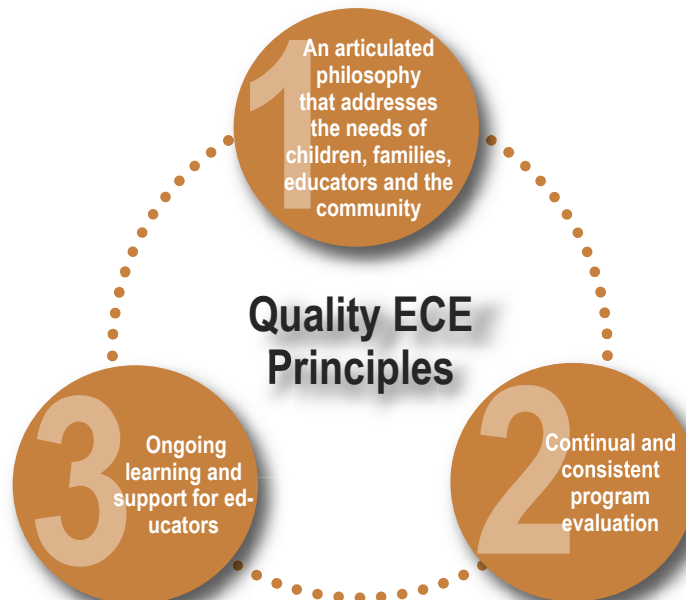 1
An articulated
philosophy
that addresses
the needs of
children, families,
educators and the
community
Quality ECE
Principles
2
Continual and
consistent
program
evaluation
3
Ongoing
learning and
support for ed-
ucators